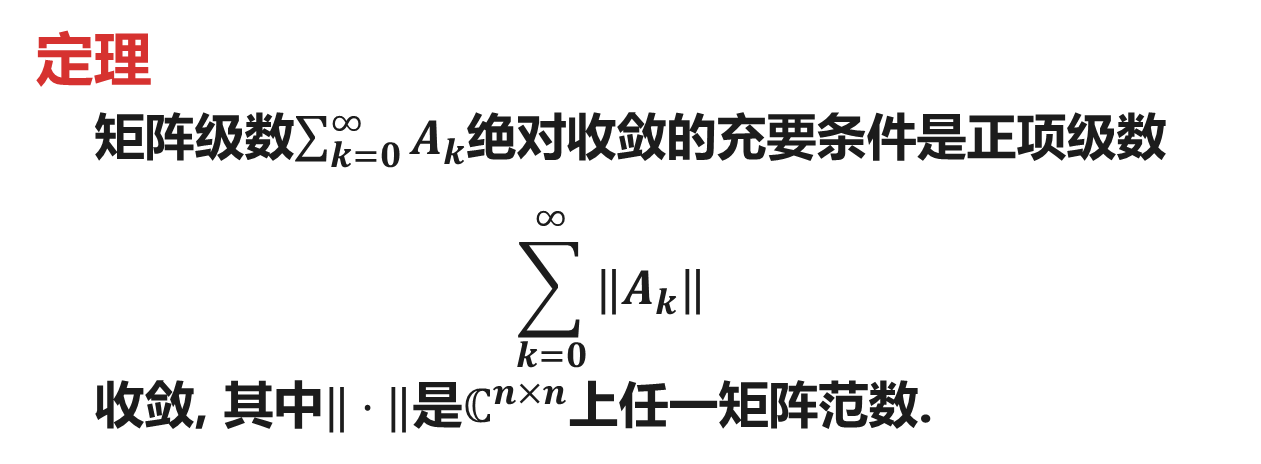 定理
矩阵级数∑_{k=0}^{∞} A_k绝对收敛的充要条件是正项级数
∑_{k=0}^{∞} ‖A_k‖
收敛, 其中‖·‖是ℂ^{n×n}上任一矩阵范数.